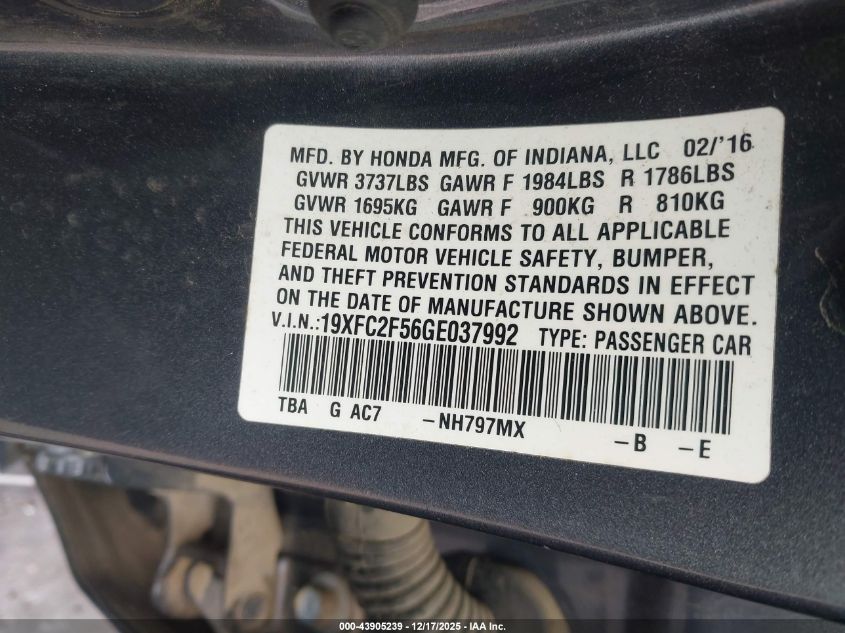 MFD. BY HONDA MFG. OF INDIANA, LLC 02/'16
GVWR 3737LBS GAWR F 1984LBS R 1786LBS
GVWR 1695KG GAWR F 900KG R 810KG
THIS VEHICLE CONFORMS TO ALL APPLICABLE
FEDERAL MOTOR VEHICLE SAFETY, BUMPER,
AND THEFT PREVENTION STANDARDS IN EFFECT
ON THE DATE OF MANUFACTURE SHOWN ABOVE.
V.I.N.:19XFC2F56GE037992 TYPE: PASSENGER CAR
TBA G AC7 -NH797MX -B -E
000-43905239 - 12/17/2025 - IAA Inc.